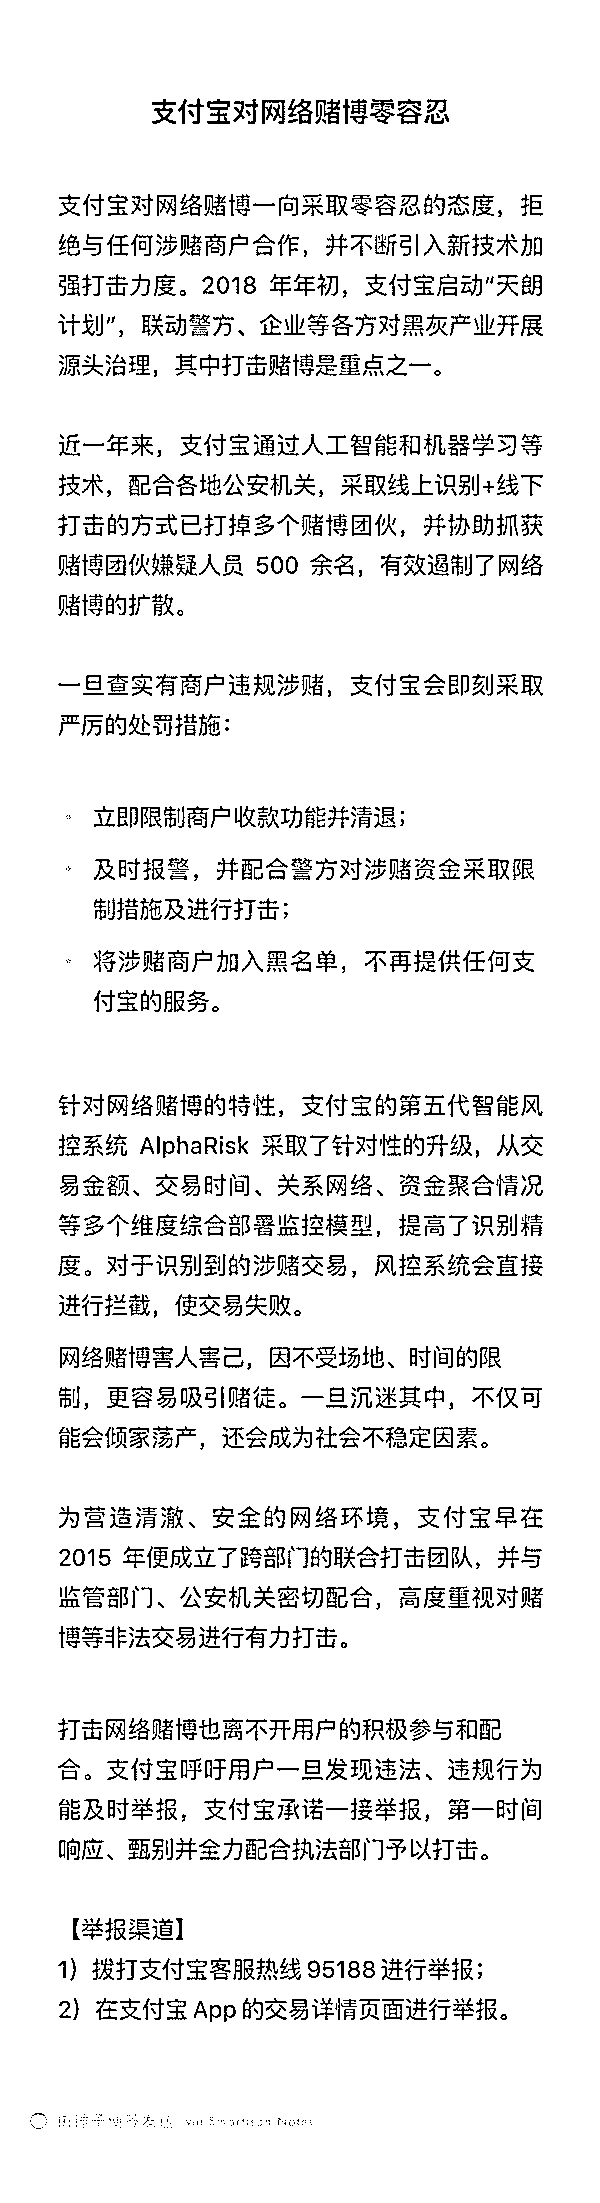 支付宝对网络赌博零容忍
支付宝对网络赌博一向采取零容忍的态度，拒
绝与任何涉赌商户合作，并不断引入新技术加
强打击力度。2018 年年初，支付宝启动“天朗
计划”，联动警方、企业等各方对黑灰产业开展
源头治理，其中打击赌博是重点之一。
近一年来，支付宝通过人工智能和机器学习等
技术，配合各地公安机关，采取线上识别+线下
打击的方式已打掉多个赌博团伙，并协助抓获
赌博团伙嫌疑人员 500 余名，有效遏制了网络
赌博的扩散。
一旦查实有商户违规涉赌，支付宝会即刻采取
严厉的处罚措施：
◦ 立即限制商户收款功能并清退；
◦ 及时报警，并配合警方对涉赌资金采取限
制措施及进行打击；
◦ 将涉赌商户加入黑名单，不再提供任何支
付宝的服务。
针对网络赌博的特性，支付宝的第五代智能风
控系统 AlphaRisk 采取了针对性的升级，从交
易金额、交易时间、关系网络、资金聚合情况
等多个维度综合部署监控模型，提高了识别精
度。对于识别到的涉赌交易，风控系统会直接
进行拦截，使交易失败。
网络赌博害人害己，因不受场地、时间的限
制，更容易吸引赌徒。一旦沉迷其中，不仅可
能会倾家荡产，还会成为社会不稳定因素。
为营造清澈、安全的网络环境，支付宝早在
2015 年便成立了跨部门的联合打击团队，并与
监管部门、公安机关密切配合，高度重视对赌
博等非法交易进行有力打击。
打击网络赌博也离不开用户的积极参与和配
合。支付宝呼吁用户一旦发现违法、违规行为
能及时举报，支付宝承诺一接举报，第一时间
响应、甄别并全力配合执法部门予以打击。
【举报渠道】
1）拨打支付宝客服热线 95188 进行举报；
2）在支付宝 App 的交易详情页面进行举报。
via Smartisan Notes